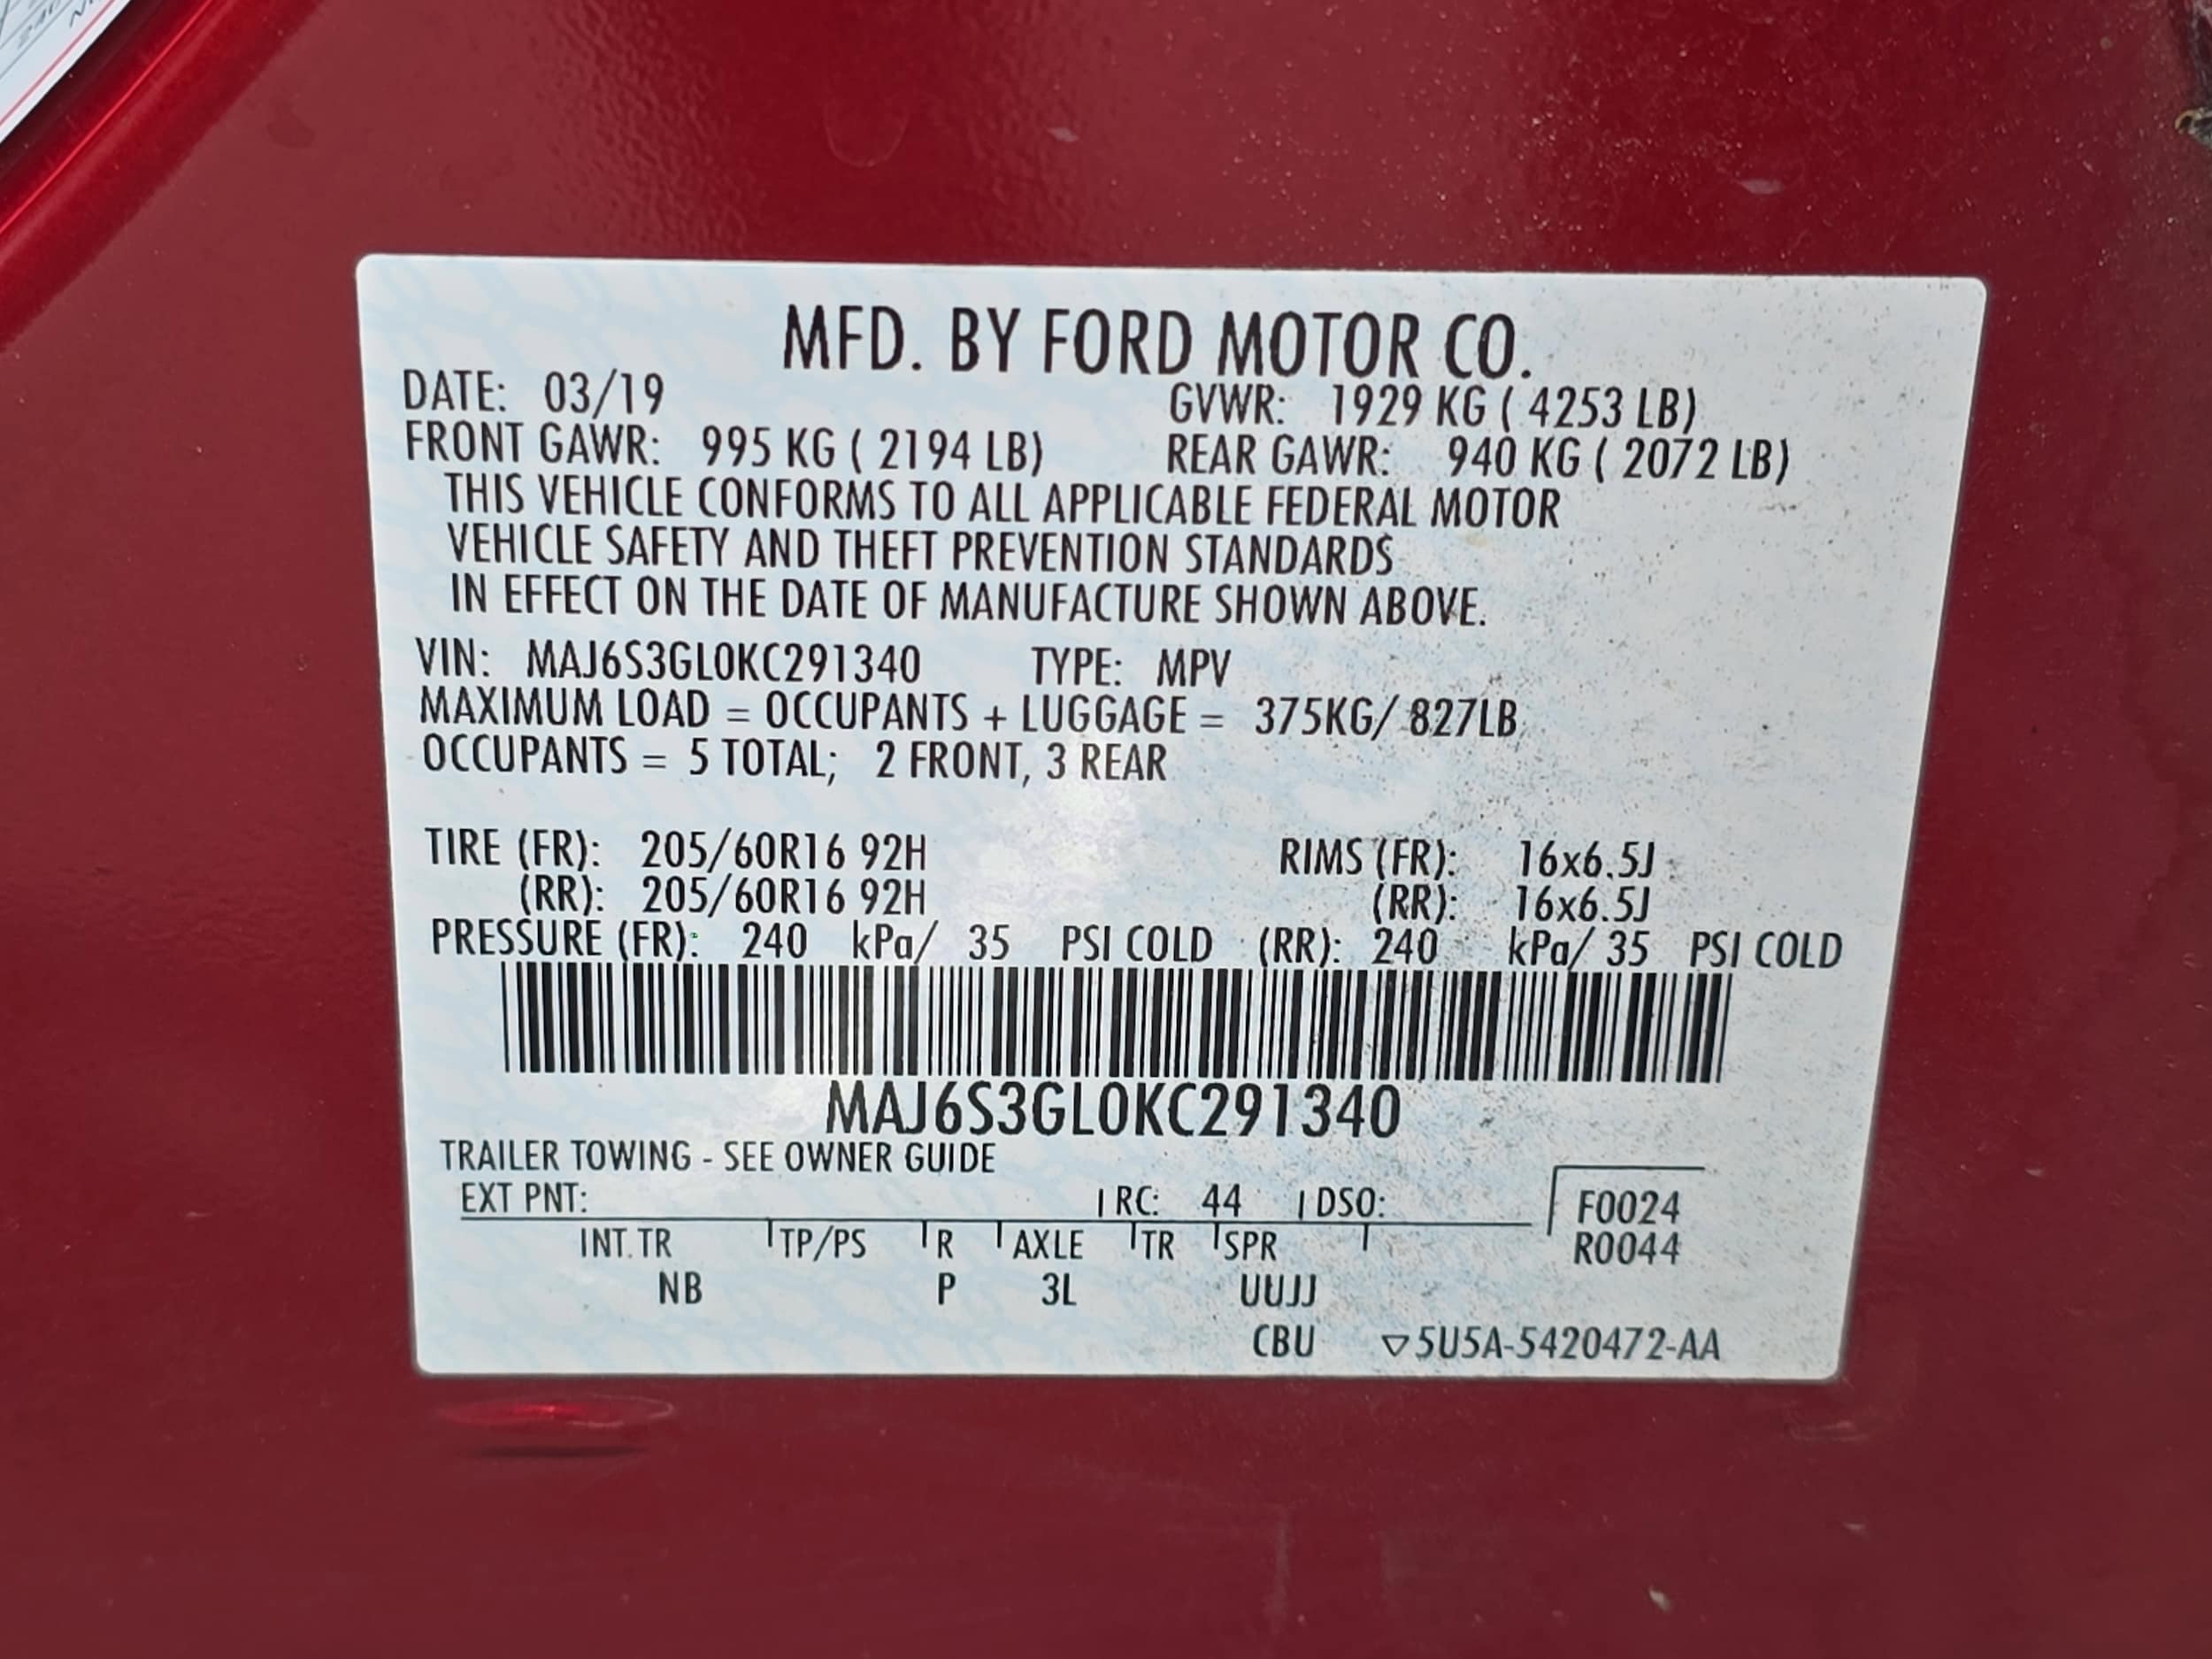 240
MFD. BY FORD MOTOR CO.
DATE: 03/19 GVWR: 1929 KG ( 4253 LB)
FRONT GAWR: 995 KG ( 2194 LB) REAR GAWR: 940 KG ( 2072 LB)
THIS VEHICLE CONFORMS TO ALL APPLICABLE FEDERAL MOTOR
VEHICLE SAFETY AND THEFT PREVENTION STANDARDS
IN EFFECT ON THE DATE OF MANUFACTURE SHOWN ABOVE.
VIN: MAJ6S3GL0KC291340 TYPE: MPV
MAXIMUM LOAD = OCCUPANTS + LUGGAGE = 375KG/ 827LB
OCCUPANTS = 5 TOTAL; 2 FRONT, 3 REAR
TIRE (FR): 205/60R16 92H RIMS (FR): 16x6.5J
(RR): 205/60R16 92H (RR): 16x6.5J
PRESSURE (FR): 240 kPa/ 35 PSI COLD (RR): 240 kPa/ 35 PSI COLD
MAJ6S3GL0KC291340
TRAILER TOWING - SEE OWNER GUIDE
EXT PNT: RC: 44 DSO: F0024
INT.TR TP/PS R AXLE TR SPR R0044
NB P 3L UUJJ
CBU ▽5U5A-5420472-AA